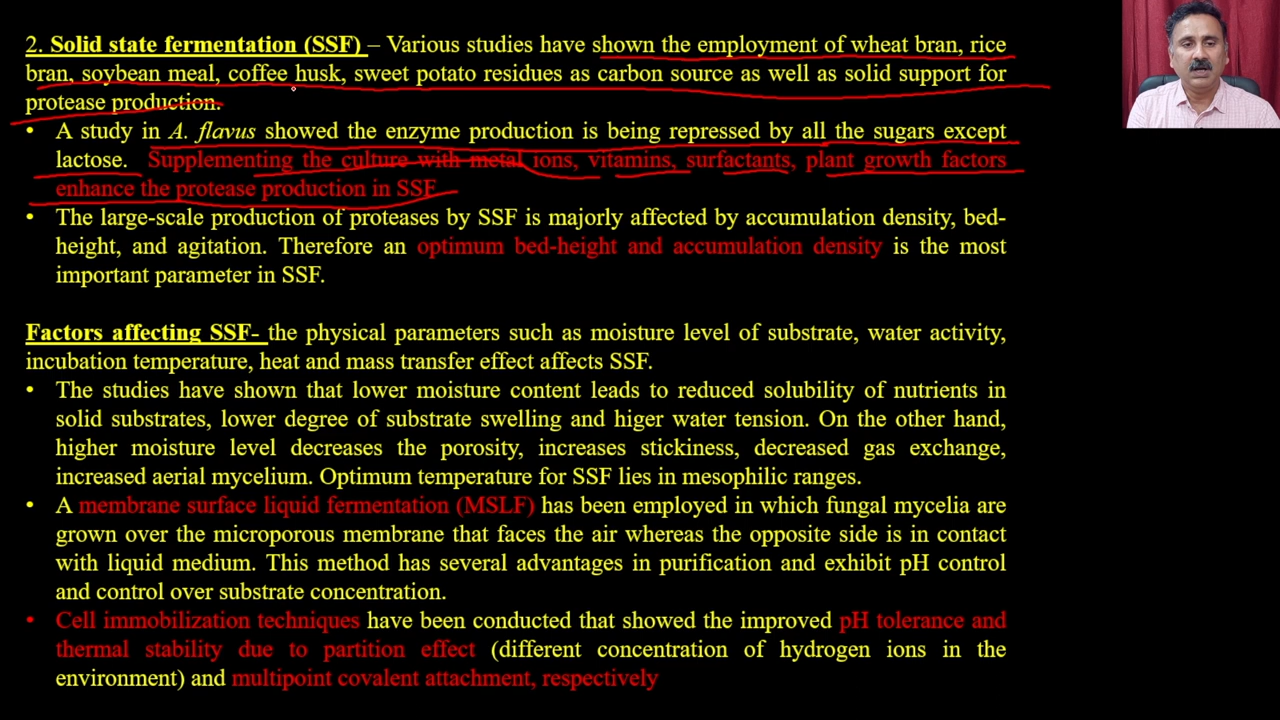 2. Solid state fermentation (SSF) – Various studies have shown the employment of wheat bran, rice
bran, soybean meal, coffee husk, sweet potato residues as carbon source as well as solid support for
protease production.
• A study in A. flavus showed the enzyme production is being repressed by all the sugars except
lactose. Supplementing the culture with metal ions, vitamins, surfactants, plant growth factors
enhance the protease production in SSF
• The large-scale production of proteases by SSF is majorly affected by accumulation density, bed-
height, and agitation. Therefore an optimum bed-height and accumulation density is the most
important parameter in SSF.
Factors affecting SSF- the physical parameters such as moisture level of substrate, water activity,
incubation temperature, heat and mass transfer effect affects SSF.
• The studies have shown that lower moisture content leads to reduced solubility of nutrients in
solid substrates, lower degree of substrate swelling and higer water tension. On the other hand,
higher moisture level decreases the porosity, increases stickiness, decreased gas exchange,
increased aerial mycelium. Optimum temperature for SSF lies in mesophilic ranges.
• A membrane surface liquid fermentation (MSLF) has been employed in which fungal mycelia are
grown over the microporous membrane that faces the air whereas the opposite side is in contact
with liquid medium. This method has several advantages in purification and exhibit pH control
and control over substrate concentration.
• Cell immobilization techniques have been conducted that showed the improved pH tolerance and
thermal stability due to partition effect (different concentration of hydrogen ions in the
environment) and multipoint covalent attachment, respectively